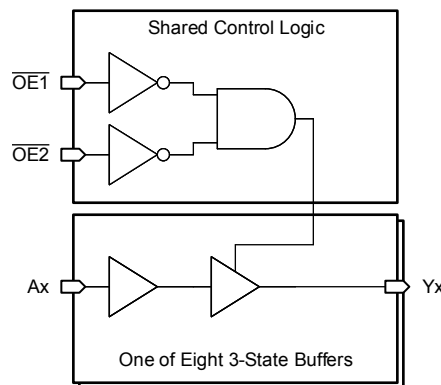 Shared Control Logic
OE1
OE2
Ax
Yx
One of Eight 3-State Buffers